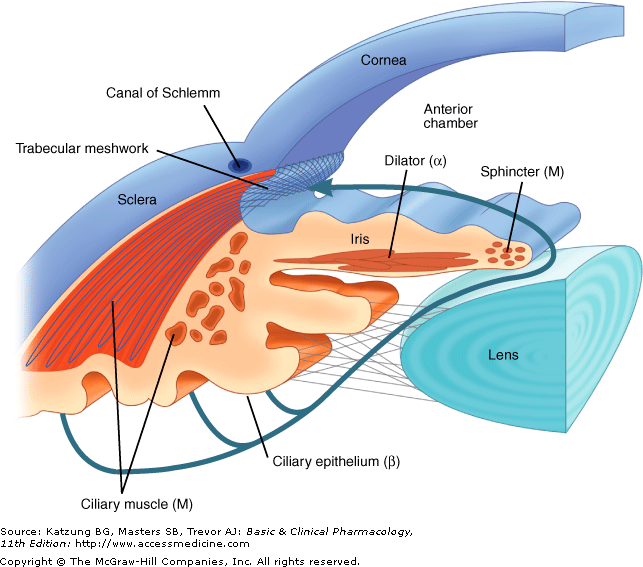 Cornea
Canal of Schlemm
Anterior
chamber
Trabecular meshwork
Dilator (α)
Sphincter (M)
Sclera
Iris
Lens
Ciliary epithelium (β)
Ciliary muscle (M)
Source: Katzung BG, Masters SB, Trevor AJ: Basic & Clinical Pharmacology,
11th Edition: http://www.accessmedicine.com
Copyright © The McGraw-Hill Companies, Inc. All rights reserved.